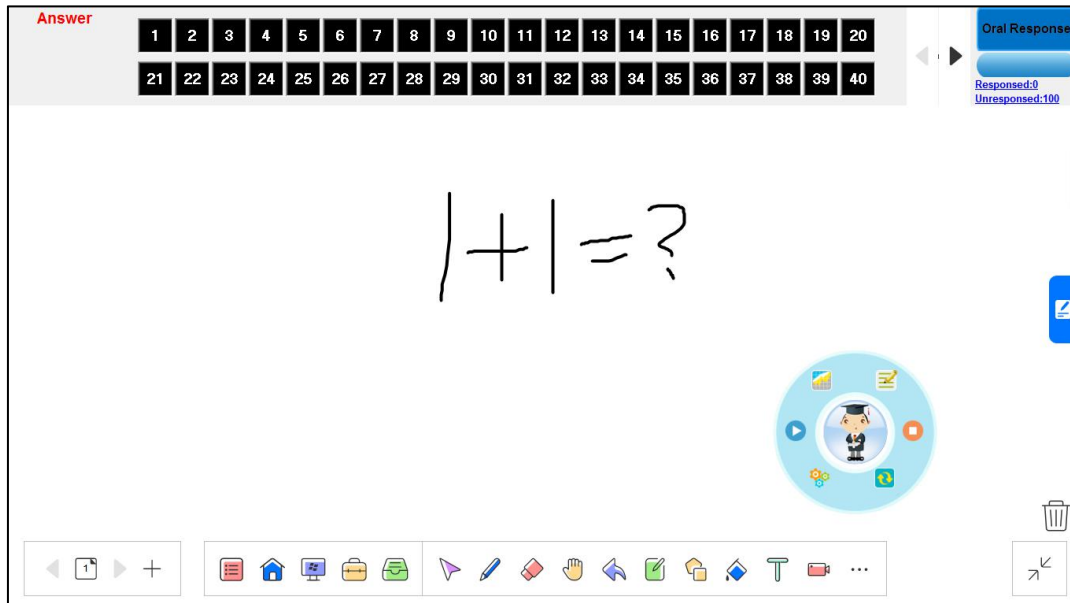 Answer
1 2 3 4 5 6 7 8 9 10 11 12 13 14 15 16 17 18 19 20
21 22 23 24 25 26 27 28 29 30 31 32 33 34 35 36 37 38 39 40
Oral Response
Responsed:0
Unresponsed:100
1+1=?
1
T